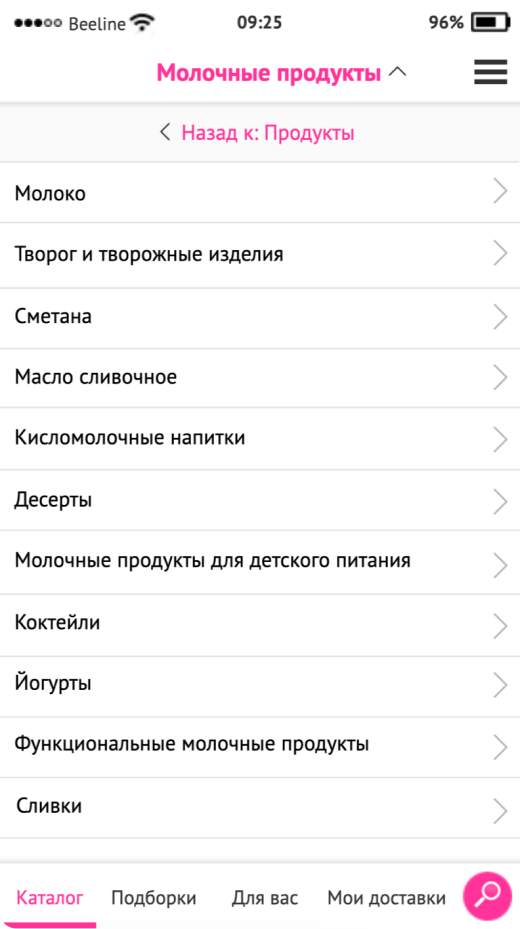 Beeline 09:25 96%
Молочные продукты
Назад к: Продукты
Молоко
Творог и творожные изделия
Сметана
Масло сливочное
Кисломолочные напитки
Десерты
Молочные продукты для детского питания
Коктейли
Йогурты
Функциональные молочные продукты
Сливки
Каталог Подборки Для вас Мои доставки